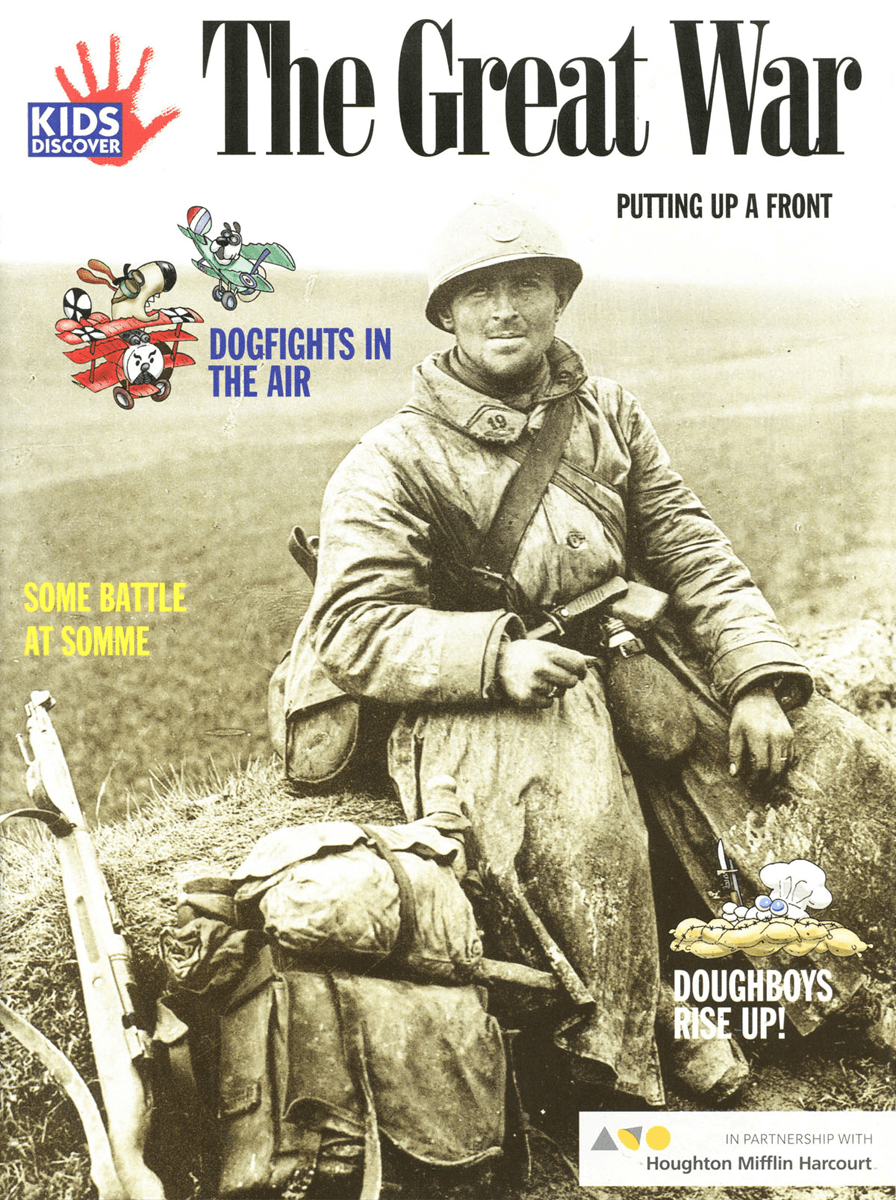 The Great War
KIDS
DISCOVER
PUTTING UP A FRONT
DOGFIGHTS IN
THE AIR
19
SOME BATTLE
AT SOMME
DOUGHBOYS
RISE UP!
IN PARTNERSHIP WITH
Houghton Mifflin Harcourt